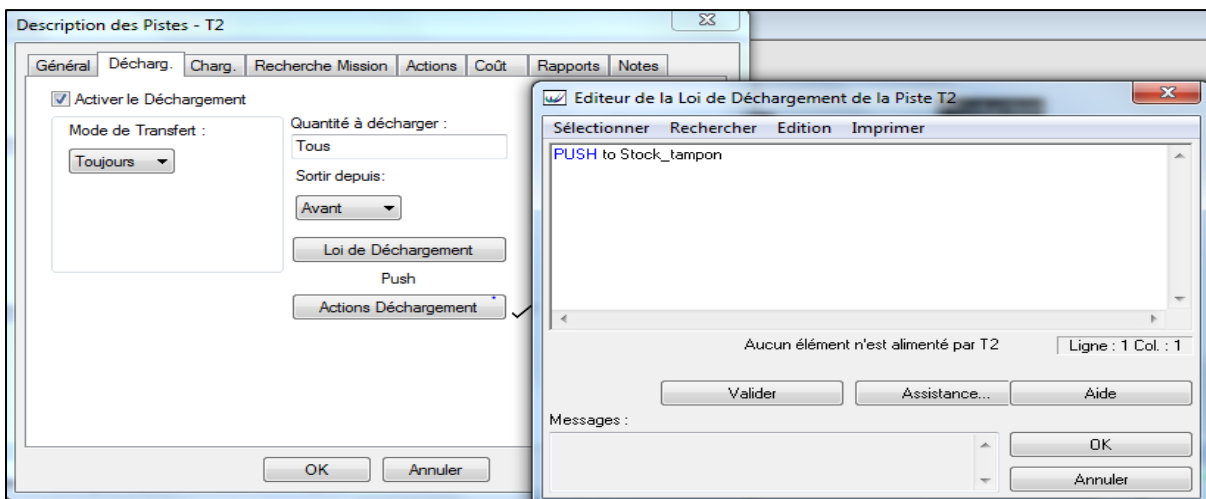 Description des Pistes - T2
Général Décharg. Charg. Recherche Mission Actions Coût Rapports Notes
Activer le Déchargement
Mode de Transfert :
Toujours
Quantité à décharger :
Tous
Sortir depuis:
Avant
Loi de Déchargement
Push
Actions Déchargement
OK Annuler
Editeur de la Loi de Déchargement de la Piste T2
Sélectionner Rechercher Edition Imprimer
PUSH to Stock_tampon
Aucun élément n'est alimenté par T2 Ligne : 1 Col. : 1
Valider Assistance... Aide
Messages :
OK
Annuler